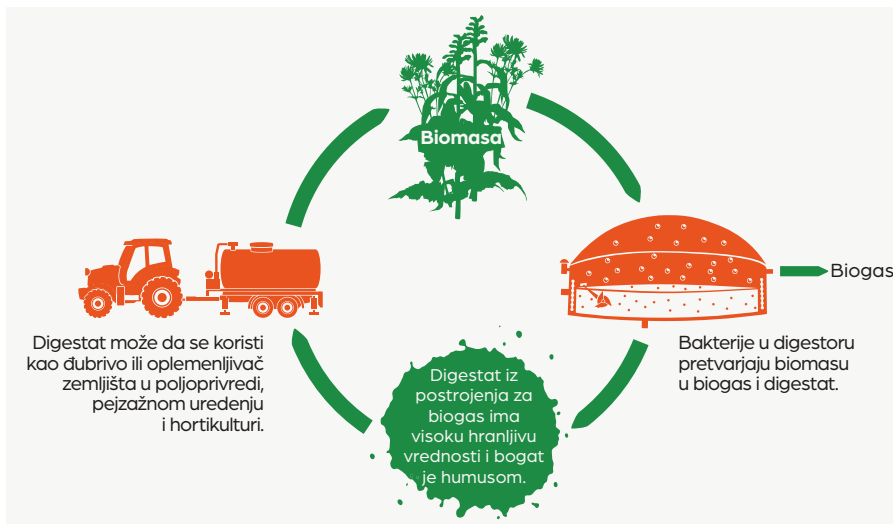 Biomasa
Biogas
Bakterije u digestoru
pretvarjaju biomasu
u biogas i digestat.
Digestat iz
postrojenja za
biogas ima
visoku hranljivu
vrednosti i bogat
je humusom.
Digestat može da se koristi
kao đubrivo ili oplemenljivač
zemljišta u poljoprivredi,
pejzažnom uređenju
i hortikulturi.